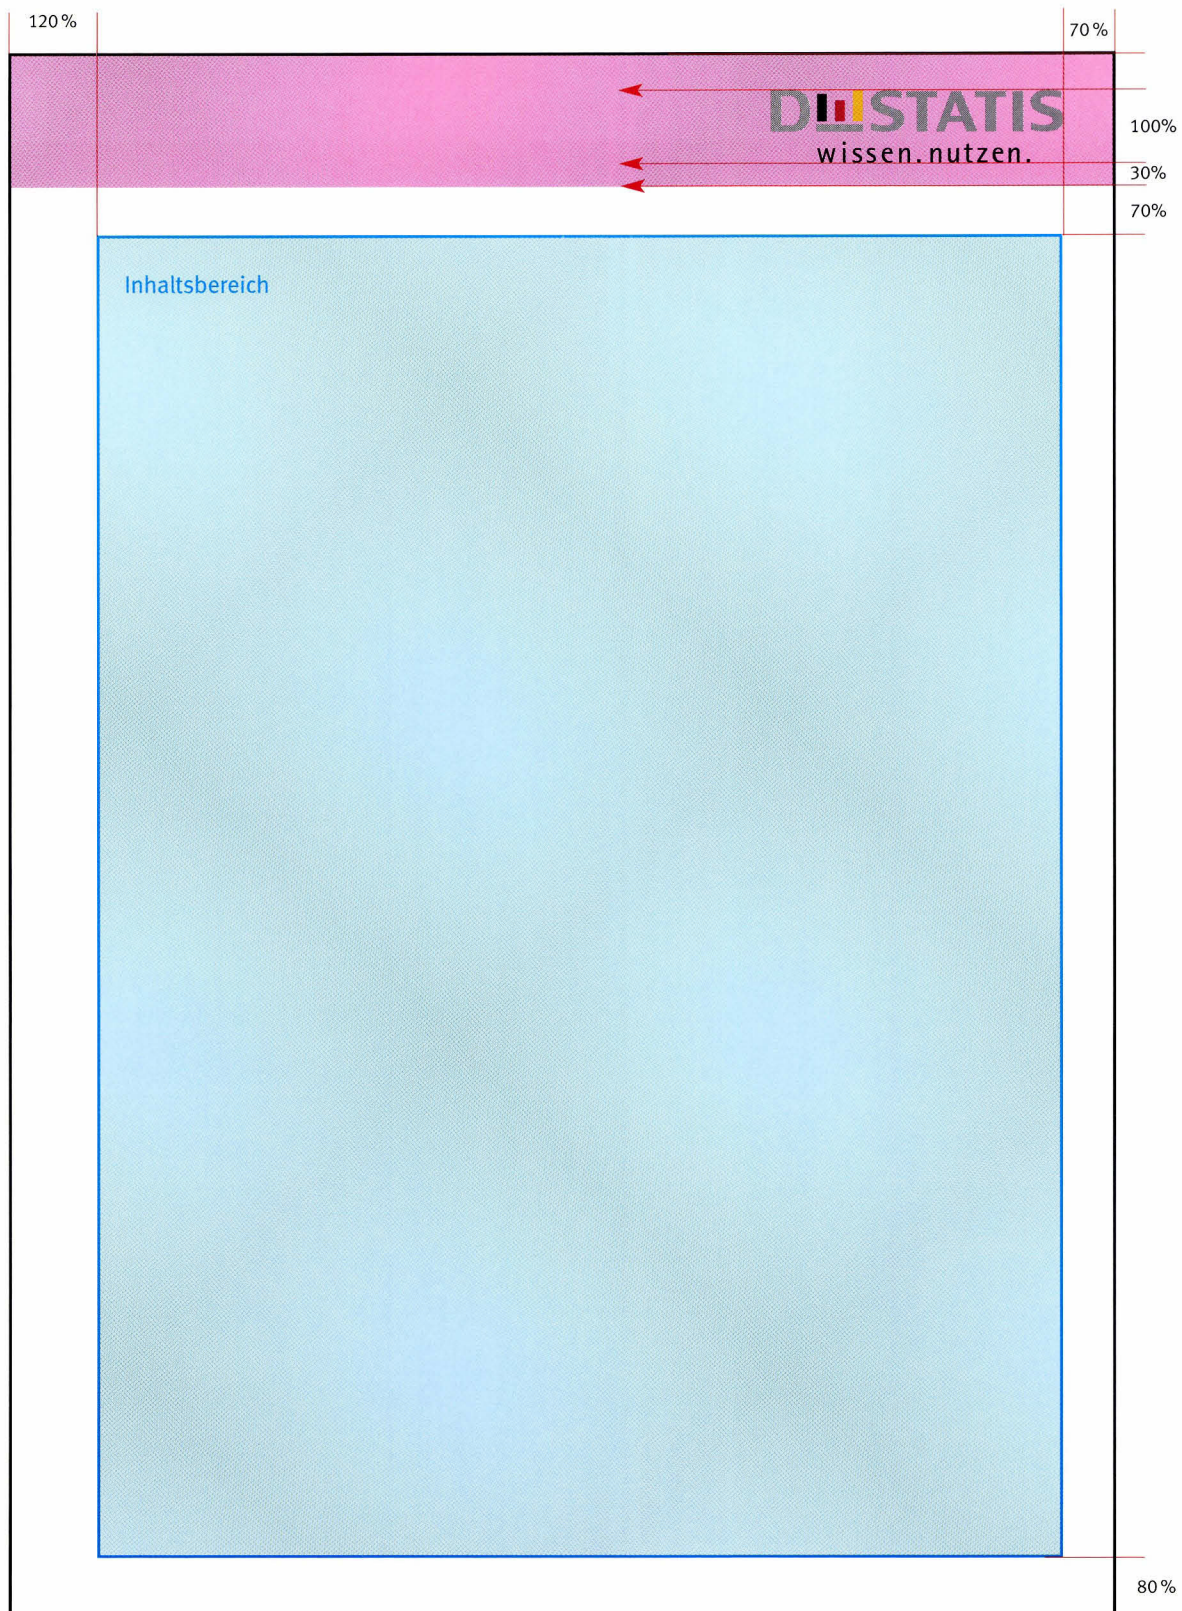 120 %
70 %
DESTATIS
wissen.nutzen.
100%
30%
70%
Inhaltsbereich
80 %